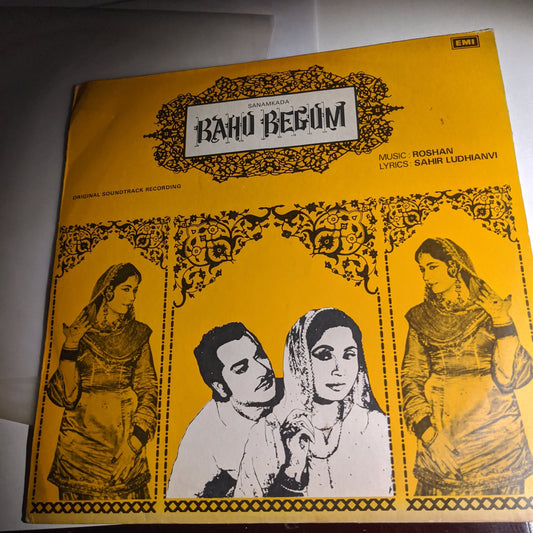 EMI
SANAMKADA
BAHU BEGUM
MUSIC : ROSHAN
LYRICS : SAHIR LUDHIANVI
ORIGINAL SOUNDTRACK RECORDING